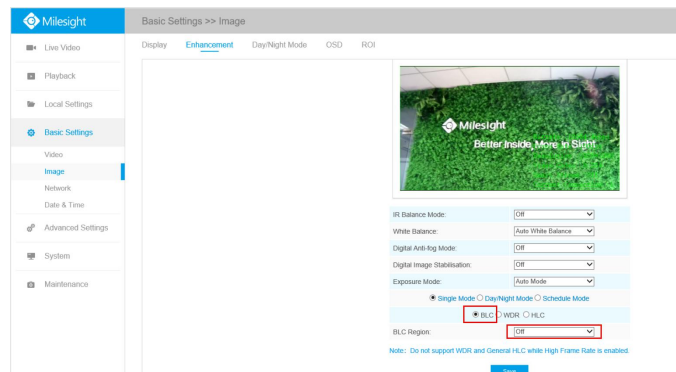 Milesight
Basic Settings >> Image
Live Video
Playback
Local Settings
Basic Settings
Video
Image
Network
Date & Time
Advanced Settings
System
Maintenance
Display Enhancement Day/Night Mode OSD ROI
Milesight
Better Inside, More in Sight
IR Balance Mode: Off
White Balance: Auto White Balance
Digital Anti-fog Mode: Off
Digital Image Stabilisation: Off
Exposure Mode: Auto Mode
Single Mode Day/Night Mode Schedule Mode
BLC WDR HLC
BLC Region: Off
Note: Do not support WDR and General HLC while High Frame Rate is enabled.
Save